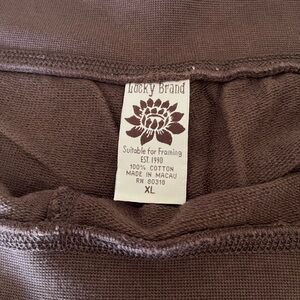 Lucky Brand
Suitable for Framing
EST. 1990
100% COTTON
MADE IN MACAU
RN 80318
XL